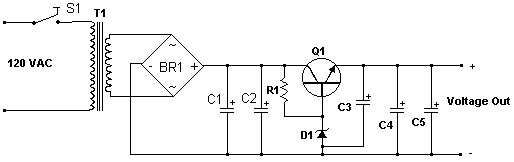 S1
T1
120 VAC
~
- BR1 +
~
C1 +
C2 +
R1
Q1
D1
C3 +
C4 +
C5 +
+
Voltage Out
-